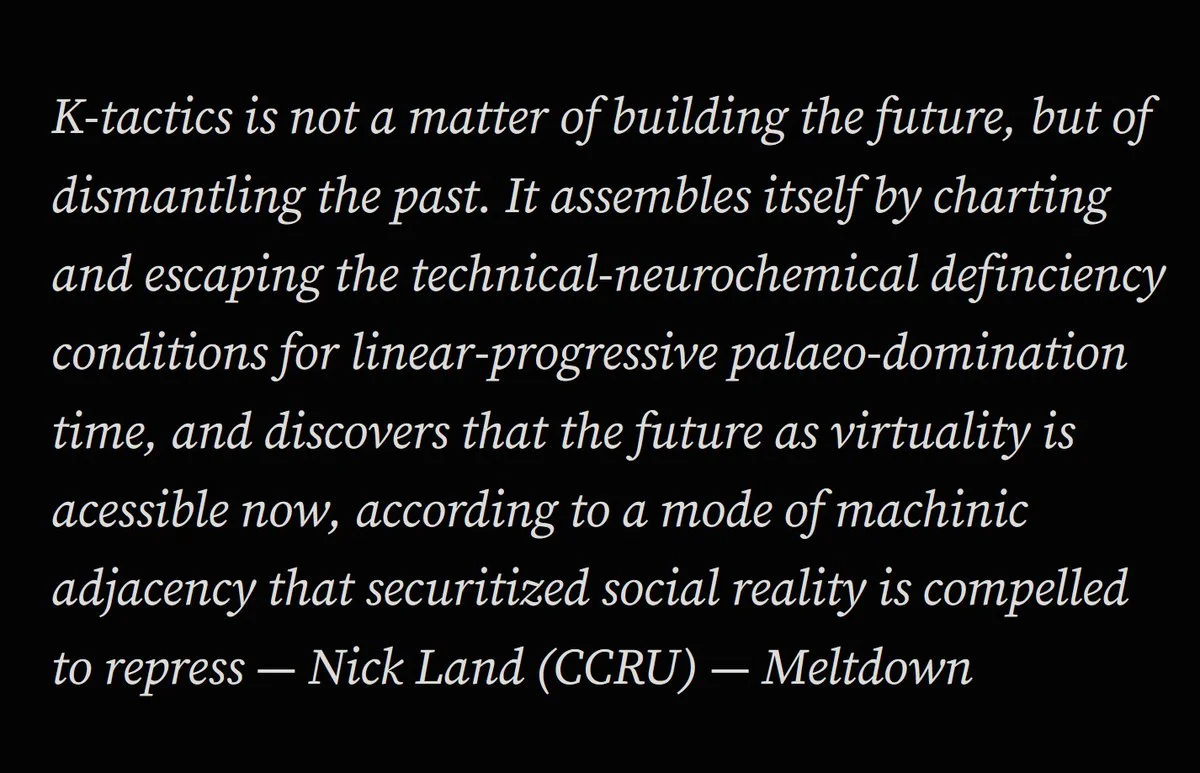 K-tactics is not a matter of building the future, but of
dismantling the past. It assembles itself by charting
and escaping the technical-neurochemical definciency
conditions for linear-progressive palaeo-domination
time, and discovers that the future as virtuality is
acessible now, according to a mode of machinic
adjacency that securitized social reality is compelled
to repress — Nick Land (CCRU) — Meltdown